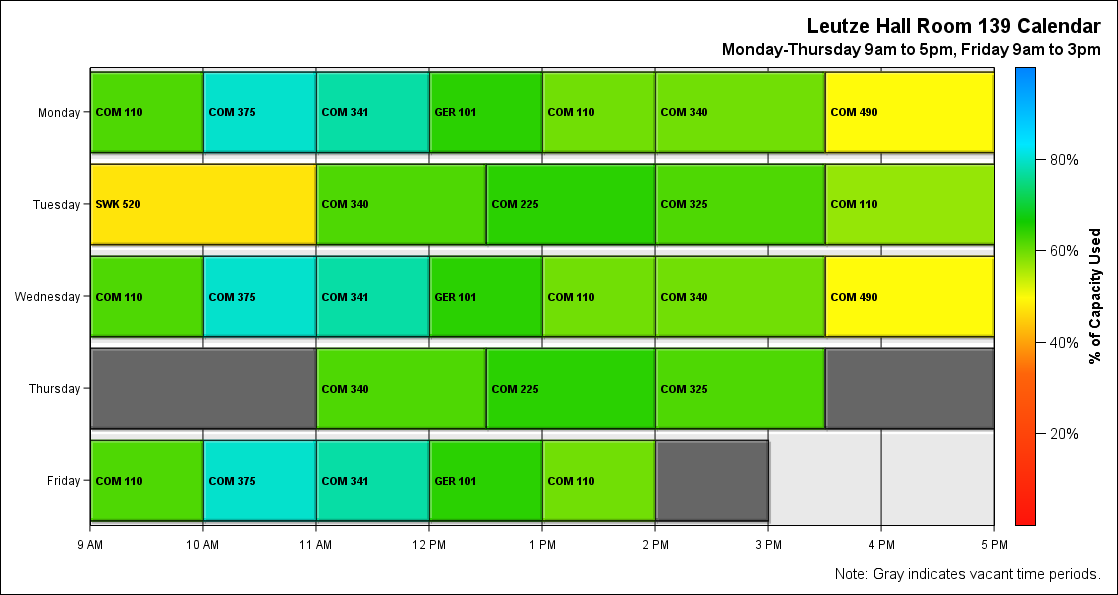 Leutze Hall Room 139 Calendar
Monday-Thursday 9am to 5pm, Friday 9am to 3pm
Monday COM 110 COM 375 COM 341 GER 101 COM 110 COM 340 COM 490
Tuesday SWK 520 COM 340 COM 225 COM 325 COM 110
Wednesday COM 110 COM 375 COM 341 GER 101 COM 110 COM 340 COM 490
Thursday COM 340 COM 225 COM 325
Friday COM 110 COM 375 COM 341 GER 101 COM 110
9 AM 10 AM 11 AM 12 PM 1 PM 2 PM 3 PM 4 PM 5 PM
80%
60%
40%
20%
% of Capacity Used
Note: Gray indicates vacant time periods.